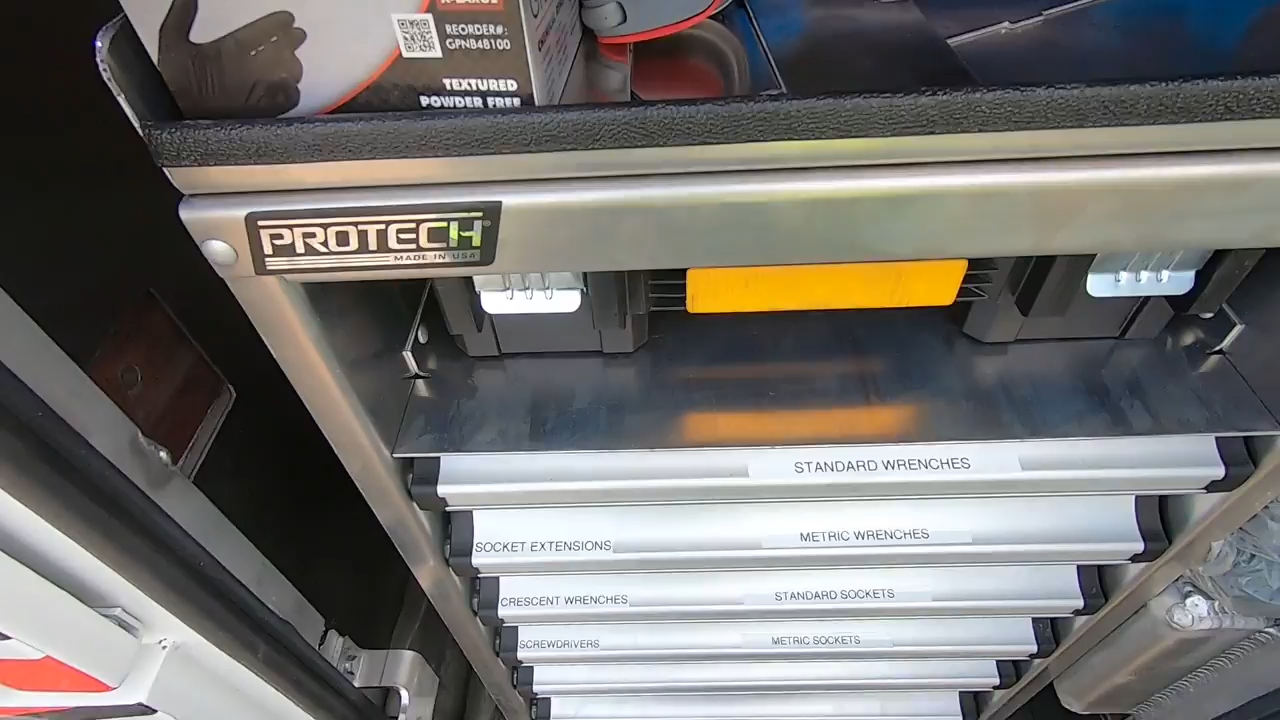 X-LARGE
REORDER#:
GPNB48100
TEXTURED
POWDER FREE
PROTECH
MADE IN USA
STANDARD WRENCHES
SOCKET EXTENSIONS METRIC WRENCHES
CRESCENT WRENCHES STANDARD SOCKETS
SCREWDRIVERS METRIC SOCKETS